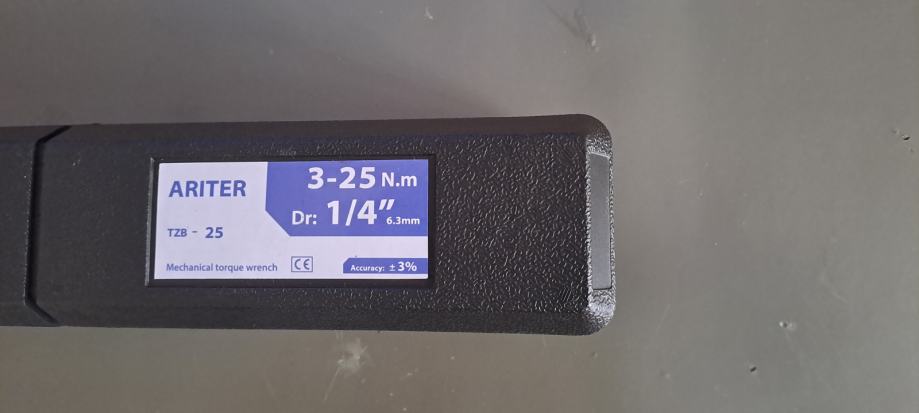 ARITER
TZB - 25
Mechanical torque wrench CE
3-25 N.m
Dr: 1/4” 6.3mm
Accuracy: ± 3%